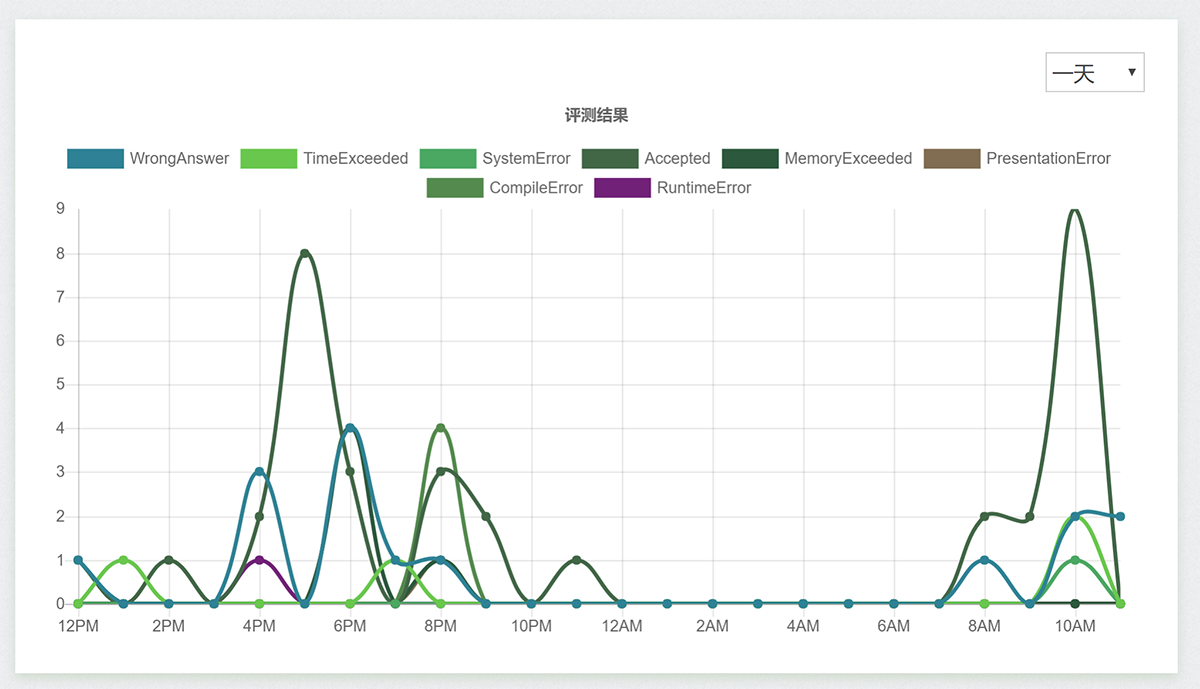 一天
评测结果
WrongAnswer TimeExceeded SystemError Accepted MemoryExceeded PresentationError
CompileError RuntimeError
9
8
7
6
5
4
3
2
1
0
12PM 2PM 4PM 6PM 8PM 10PM 12AM 2AM 4AM 6AM 8AM 10AM